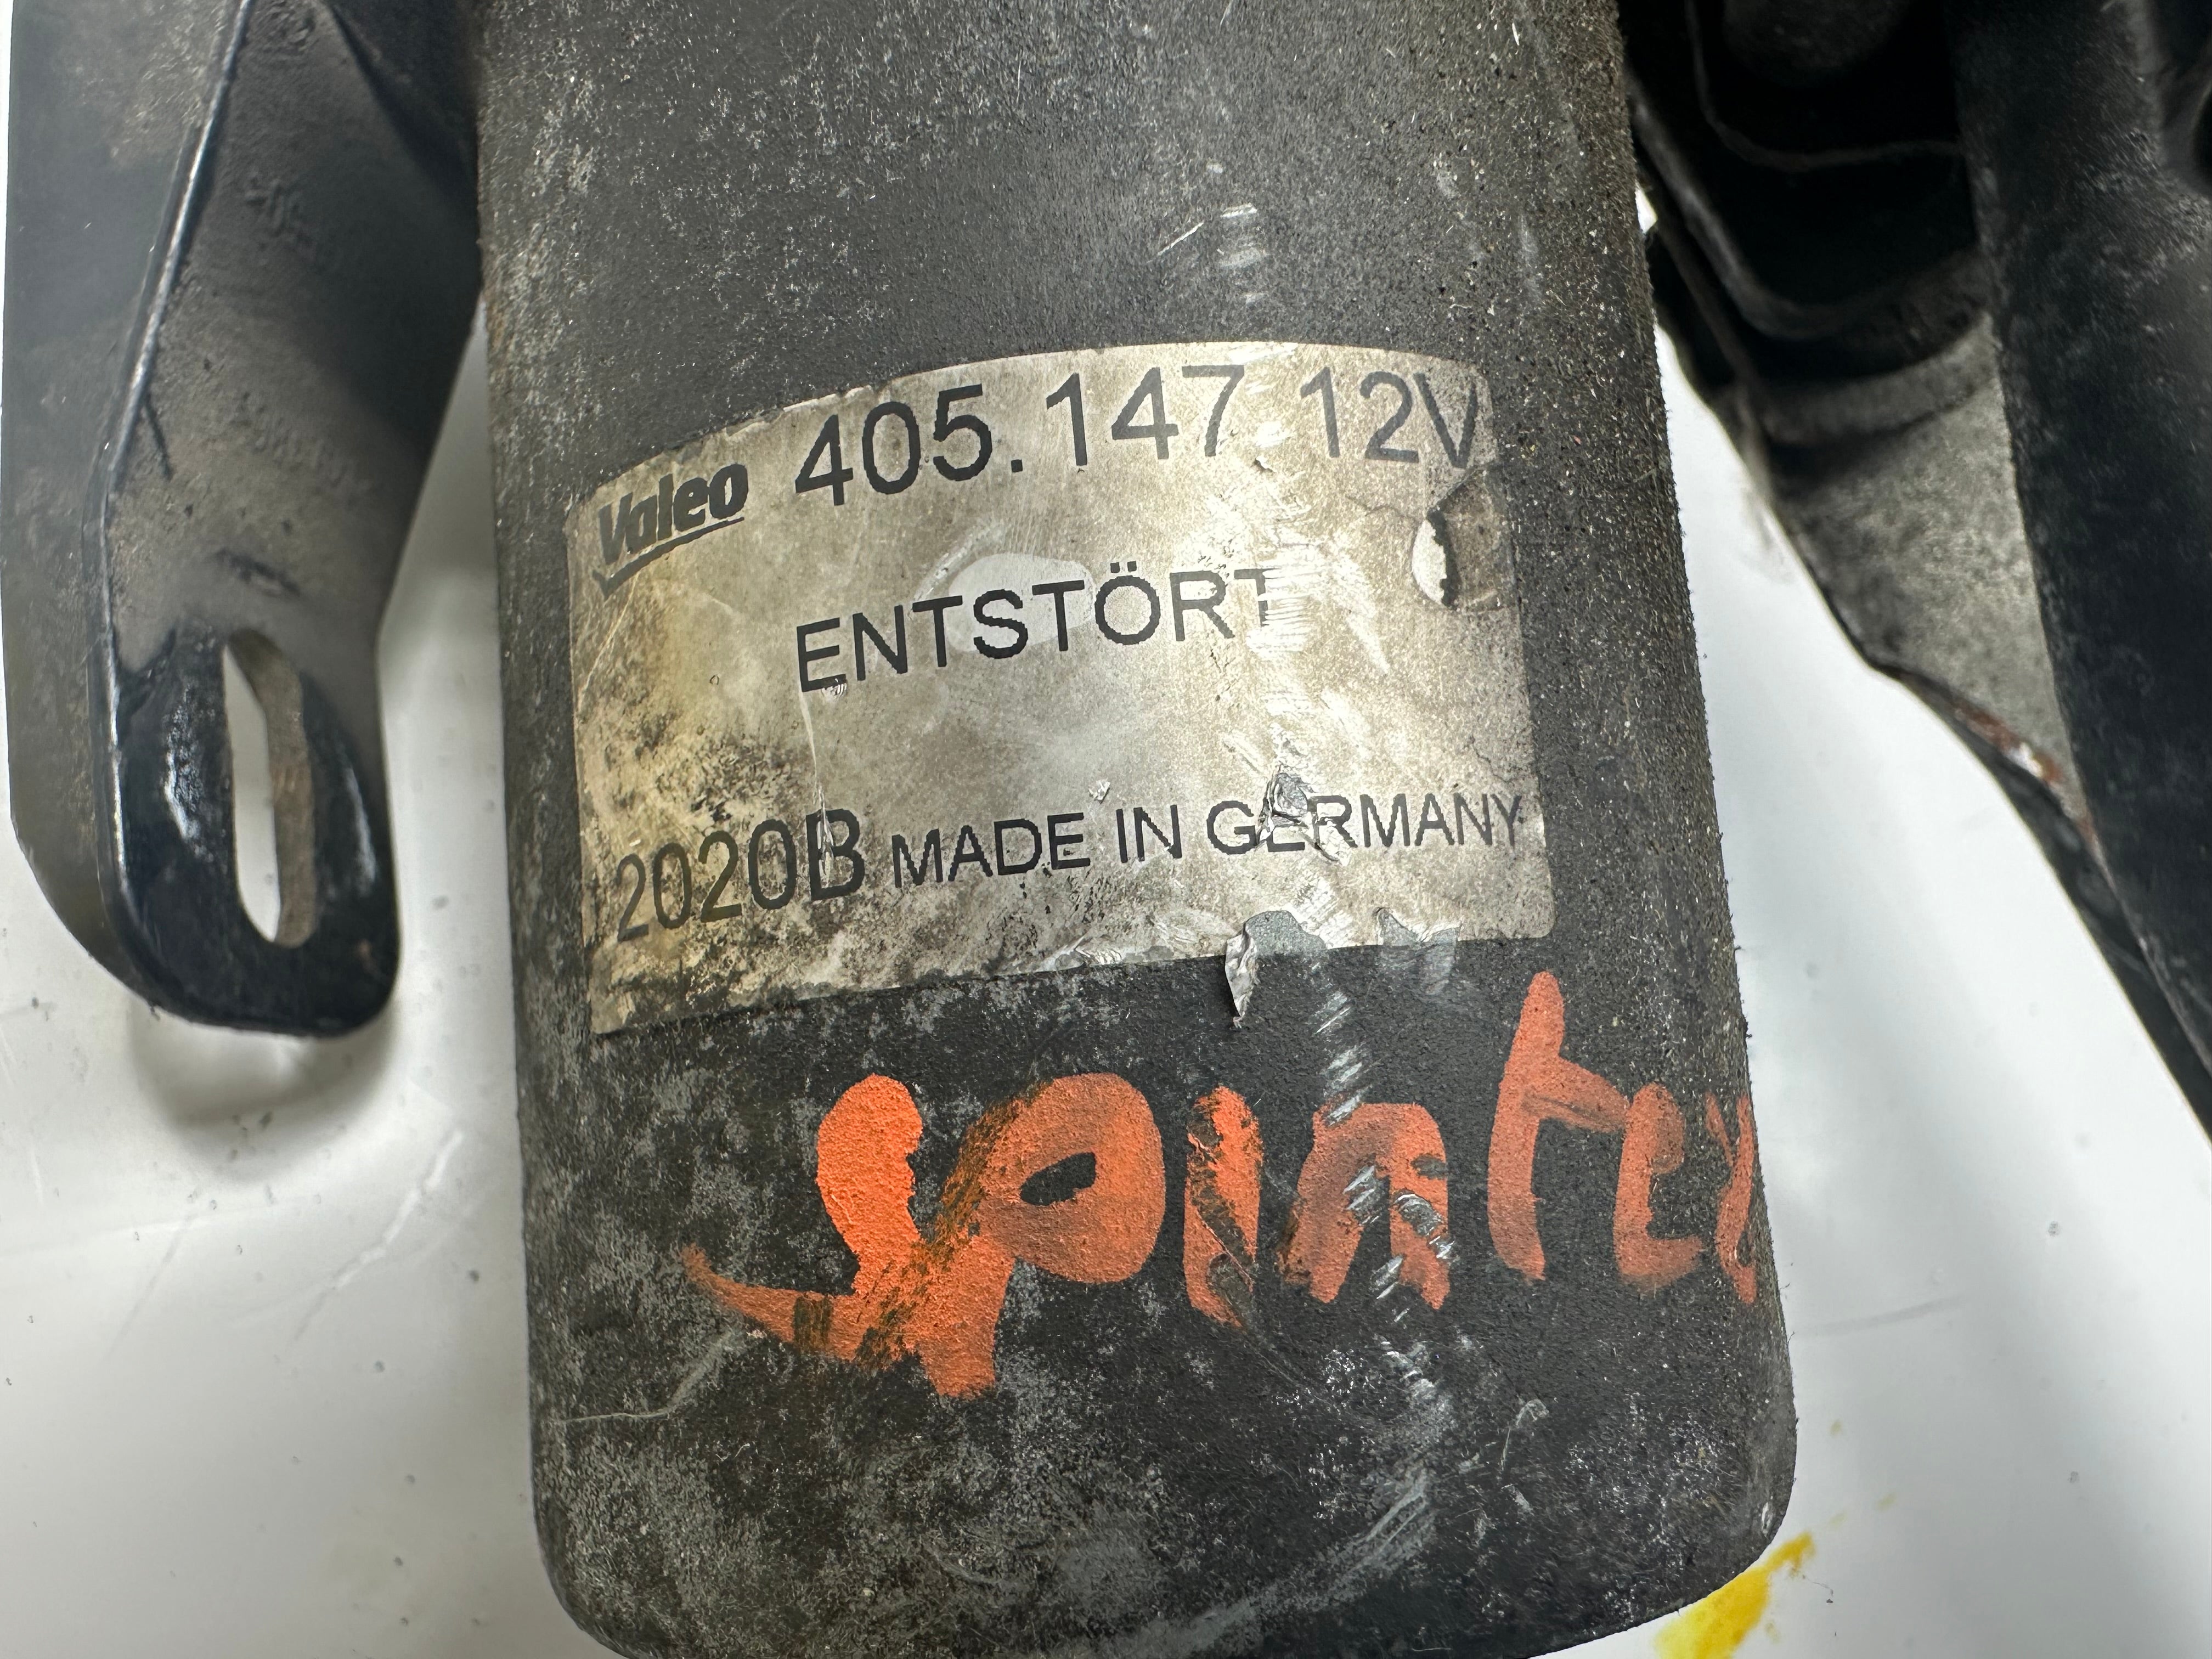 Valeo 405.147 12V
ENTSTÖRT
2020B MADE IN GERMANY